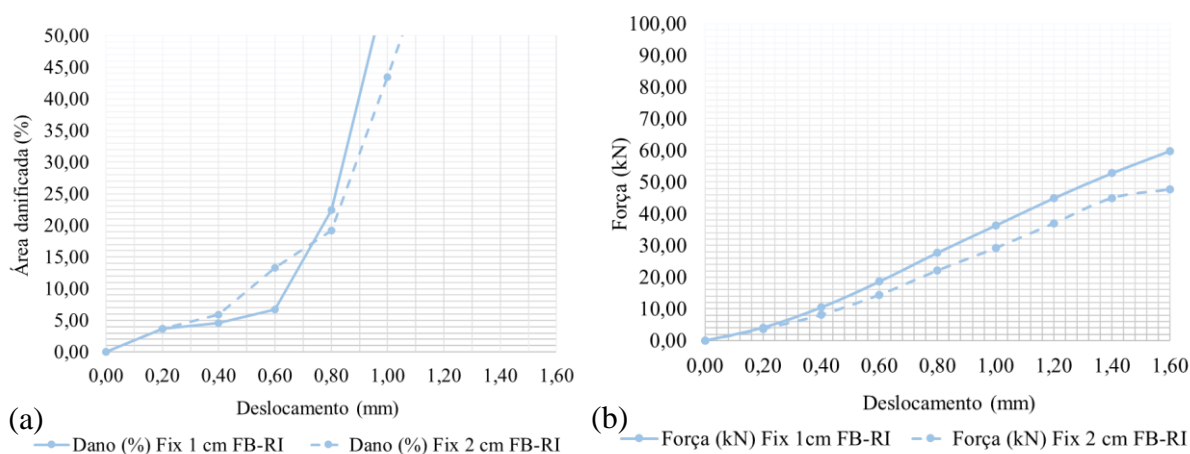 50,00
45,00
40,00
35,00
30,00
25,00
20,00
15,00
10,00
5,00
0,00
Área danificada (%)
0,00 0,20 0,40 0,60 0,80 1,00 1,20 1,40 1,60
Deslocamento (mm)
(a)
Dano (%) Fix 1 cm FB-RI Dano (%) Fix 2 cm FB-RI
100,00
90,00
80,00
70,00
60,00
50,00
40,00
30,00
20,00
10,00
0,00
Força (kN)
0,00 0,20 0,40 0,60 0,80 1,00 1,20 1,40 1,60
Deslocamento (mm)
(b)
Força (kN) Fix 1cm FB-RI Força (kN) Fix 2 cm FB-RI